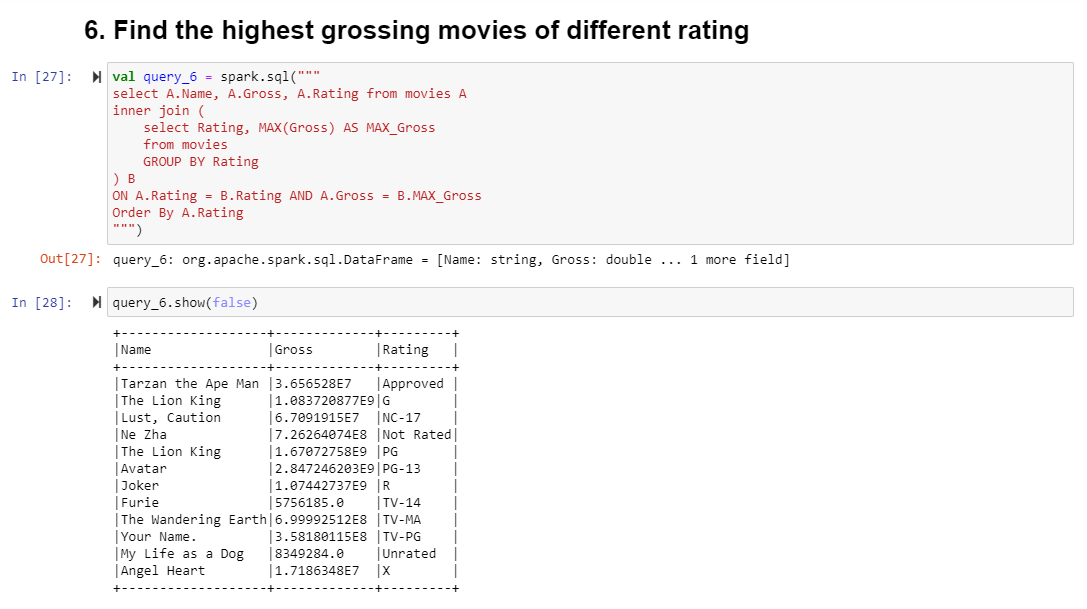 6. Find the highest grossing movies of different rating
In [27]: val query_6 = spark.sql("""
select A.Name, A.Gross, A.Rating from movies A
inner join (
    select Rating, MAX(Gross) AS MAX_Gross
    from movies
    GROUP BY Rating
) B
ON A.Rating = B.Rating AND A.Gross = B.MAX_Gross
Order By A.Rating
""")
Out[27]: query_6: org.apache.spark.sql.DataFrame = [Name: string, Gross: double ... 1 more field]
In [28]: query_6.show(false)
+-------------------+-------------+---------+
|Name               |Gross        |Rating   |
+-------------------+-------------+---------+
|Tarzan the Ape Man |3.656528E7   |Approved |
|The Lion King      |1.083720877E9|G        |
|Lust, Caution      |6.7091915E7  |NC-17    |
|Ne Zha             |7.26264074E8 |Not Rated|
|The Lion King      |1.67072758E9 |PG       |
|Avatar             |2.847246203E9|PG-13    |
|Joker              |1.07442737E9 |R        |
|Furie              |5756185.0    |TV-14    |
|The Wandering Earth|6.99992512E8 |TV-MA    |
|Your Name.         |3.58180115E8 |TV-PG    |
|My Life as a Dog   |8349284.0    |Unrated  |
|Angel Heart        |1.7186348E7  |X        |
+-------------------+-------------+---------+